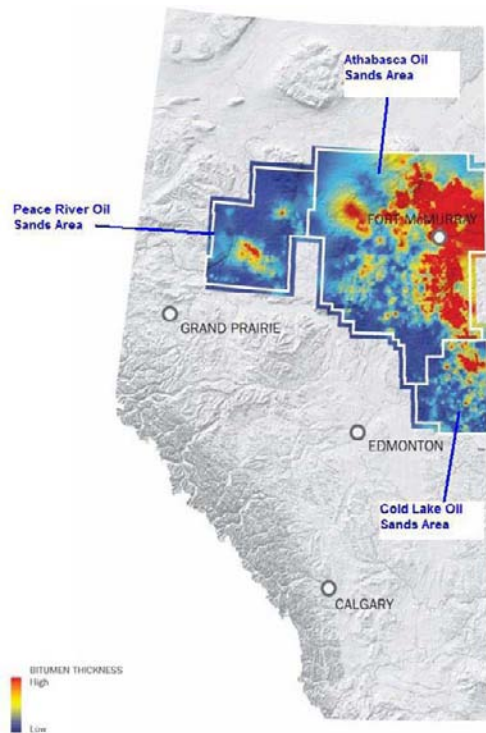 Athabasca Oil
Sands Area
Peace River Oil
Sands Area
FORT McMURRAY
GRAND PRAIRIE
EDMONTON
Cold Lake Oil
Sands Area
CALGARY
BITUMEN THICKNESS
High
Low